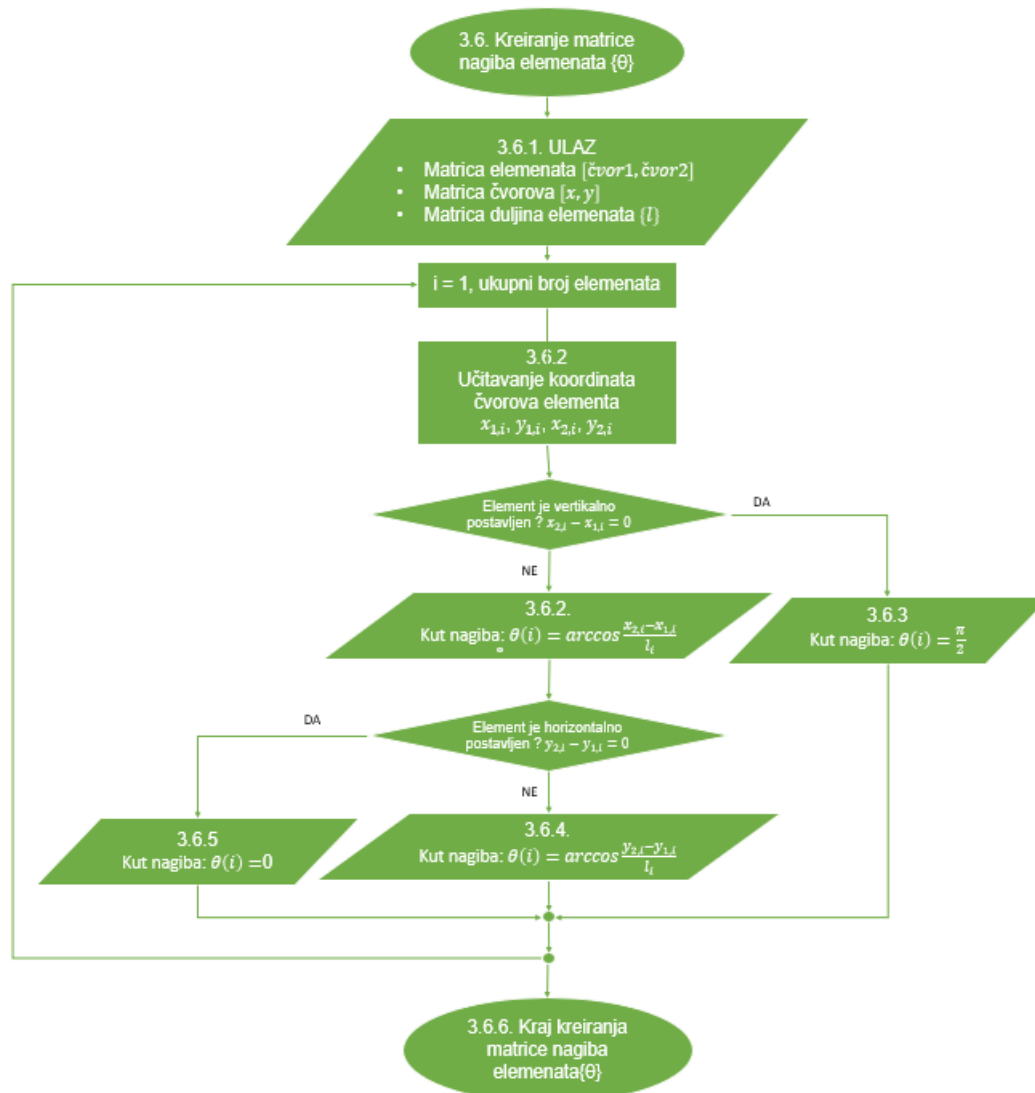 3.6. Kreiranje matrice
nagiba elemenata {θ}
3.6.1. ULAZ
• Matrica elemenata [čvor1, čvor2]
• Matrica čvorova [x, y]
• Matrica duljina elemenata {l}
i = 1, ukupni broj elemenata
3.6.2
Učitavanje koordinata
čvorova elementa
x₁,ᵢ, y₁,ᵢ, x₂,ᵢ, y₂,ᵢ
Element je vertikalno
postavljen ? x₂,ᵢ − x₁,ᵢ = 0
DA
NE
3.6.2.
Kut nagiba: θ(i) = arccos (x₂,ᵢ−x₁,ᵢ)/lᵢ
3.6.3
Kut nagiba: θ(i) = π/2
Element je horizontalno
postavljen ? y₂,ᵢ − y₁,ᵢ = 0
DA
NE
3.6.5
Kut nagiba: θ(i) =0
3.6.4.
Kut nagiba: θ(i) = arccos (y₂,ᵢ−y₁,ᵢ)/lᵢ
3.6.6. Kraj kreiranja
matrice nagiba
elemenata{θ}